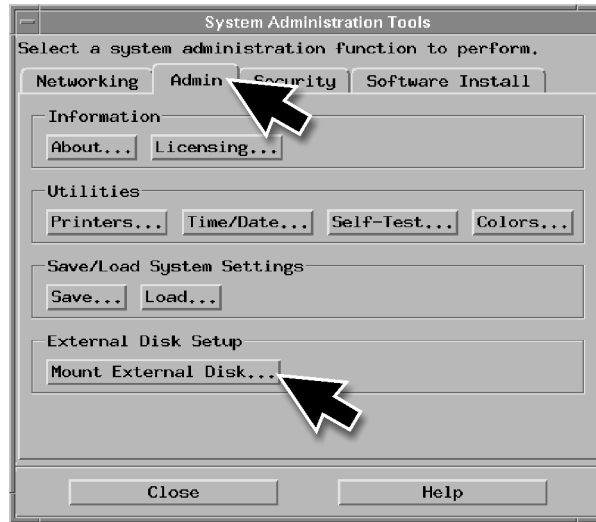 System Administration Tools
Select a system administration function to perform.
Networking Admin Security Software Install
Information
About... Licensing...
Utilities
Printers... Time/Date... Self-Test... Colors...
Save/Load System Settings
Save... Load...
External Disk Setup
Mount External Disk...
Close Help